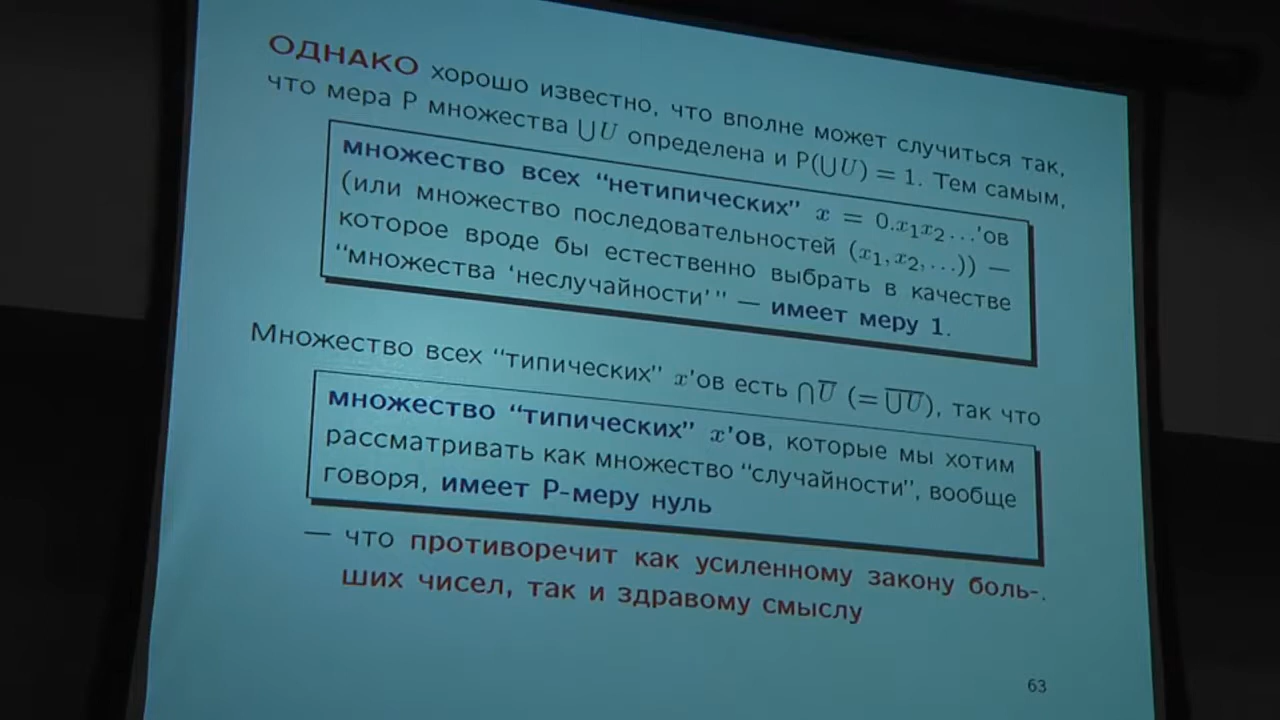 ОДНАКО хорошо известно, что вполне может случиться так,
что мера P множества ⋃U определена и P(⋃U) = 1. Тем самым,
множество всех “нетипических” x = 0.x₁x₂...’ов
(или множество последовательностей (x₁, x₂, ...)) —
которое вроде бы естественно выбрать в качестве
“множества ‘неслучайности’ ” — имеет меру 1.
Множество всех “типических” x’ов есть ⋂U̅ (= ⋃U̅), так что
множество “типических” x’ов, которые мы хотим
рассматривать как множество “случайности”, вообще
говоря, имеет P-меру нуль
— что противоречит как усиленному закону боль-.
ших чисел, так и здравому смыслу
63